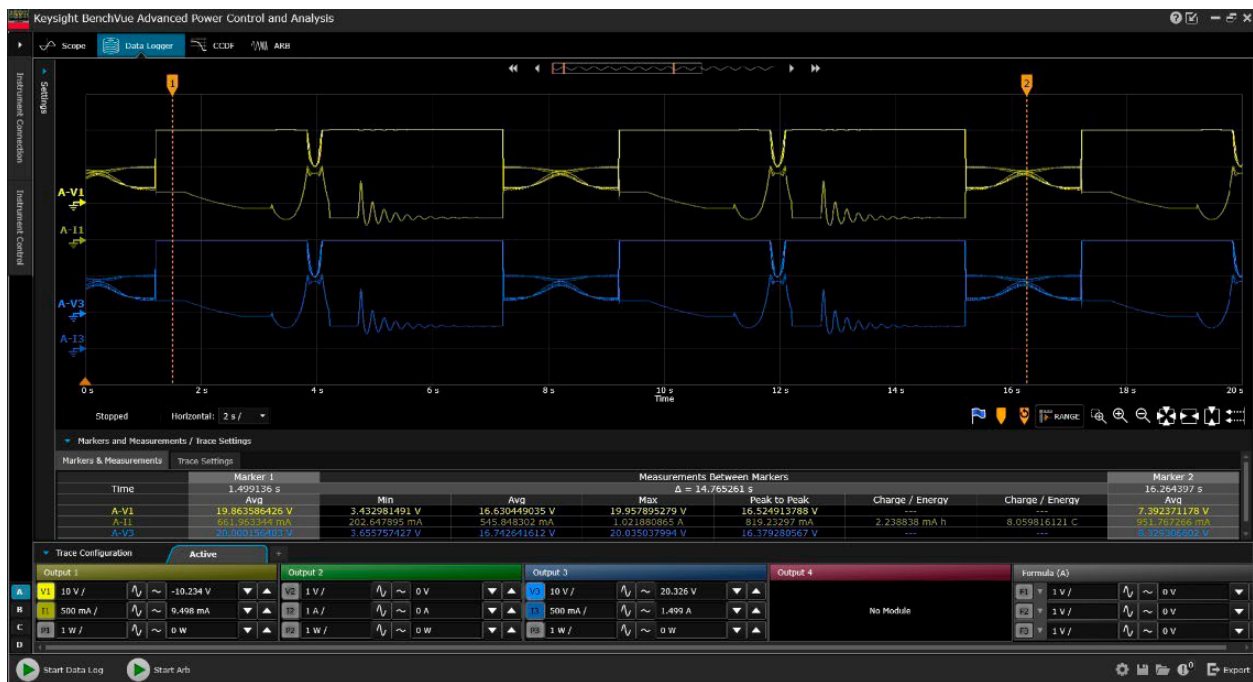 Keysight BenchVue Advanced Power Control and Analysis
Scope Data Logger CCDF ARB
Instrument Connection
Instrument Control
Settings
1 2
A-V1
A-I1
A-V3
A-I3
0 s 2 s 4 s 6 s 8 s 10 s 12 s 14 s 16 s 18 s 20 s
Time
Stopped Horizontal: 2 s / RANGE
Markers and Measurements / Trace Settings
Markers & Measurements Trace Settings
Marker 1 Measurements Between Markers Marker 2
Time 1.499136 s Δ = 14.765261 s 16.264397 s
Avg Min Avg Max Peak to Peak Charge / Energy Charge / Energy Avg
A-V1 19.863586426 V 3.432981491 V 16.630449035 V 19.957895279 V 16.524913788 V --- --- 7.392371178 V
A-I1 661.963344 mA 202.647895 mA 545.848302 mA 1.021880865 A 819.23297 mA 2.238838 mA h 8.059816121 C 951.767266 mA
A-V3 20.000156403 V 3.655757427 V 16.742641612 V 20.035037994 V 16.379280567 V --- ---
Trace Configuration Active +
Output 1 Output 2 Output 3 Output 4 Formula (A)
A V1 10 V / -10.234 V V2 1 V / 0 V V3 10 V / 20.326 V F1 1 V / 0 V
B I1 500 mA / 9.498 mA I2 1 A / 0 A I3 500 mA / 1.499 A No Module F2 1 V / 0 V
C P1 1 W / 0 W P2 1 W / 0 W P3 1 W / 0 W F3 1 V / 0 V
D
Start Data Log Start Arb 0 Export